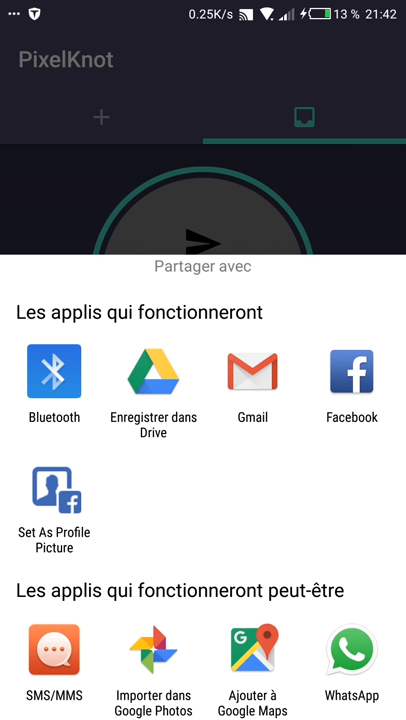 0.25K/s 13 % 21:42
PixelKnot
Partager avec
Les applis qui fonctionneront
Bluetooth
Enregistrer dans
Drive
Gmail
Facebook
Set As Profile
Picture
Les applis qui fonctionneront peut-être
SMS/MMS
Importer dans
Google Photos
Ajouter à
Google Maps
WhatsApp